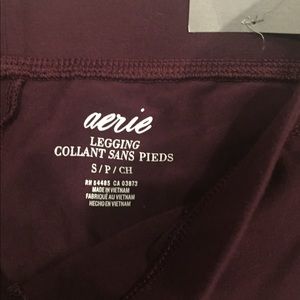 aerie
LEGGING
COLLANT SANS PIEDS
S/P/CH
RN 54485 CA 03873
MADE IN VIETNAM
FABRIQUÉ AU VIETNAM
HECHO EN VIETNAM